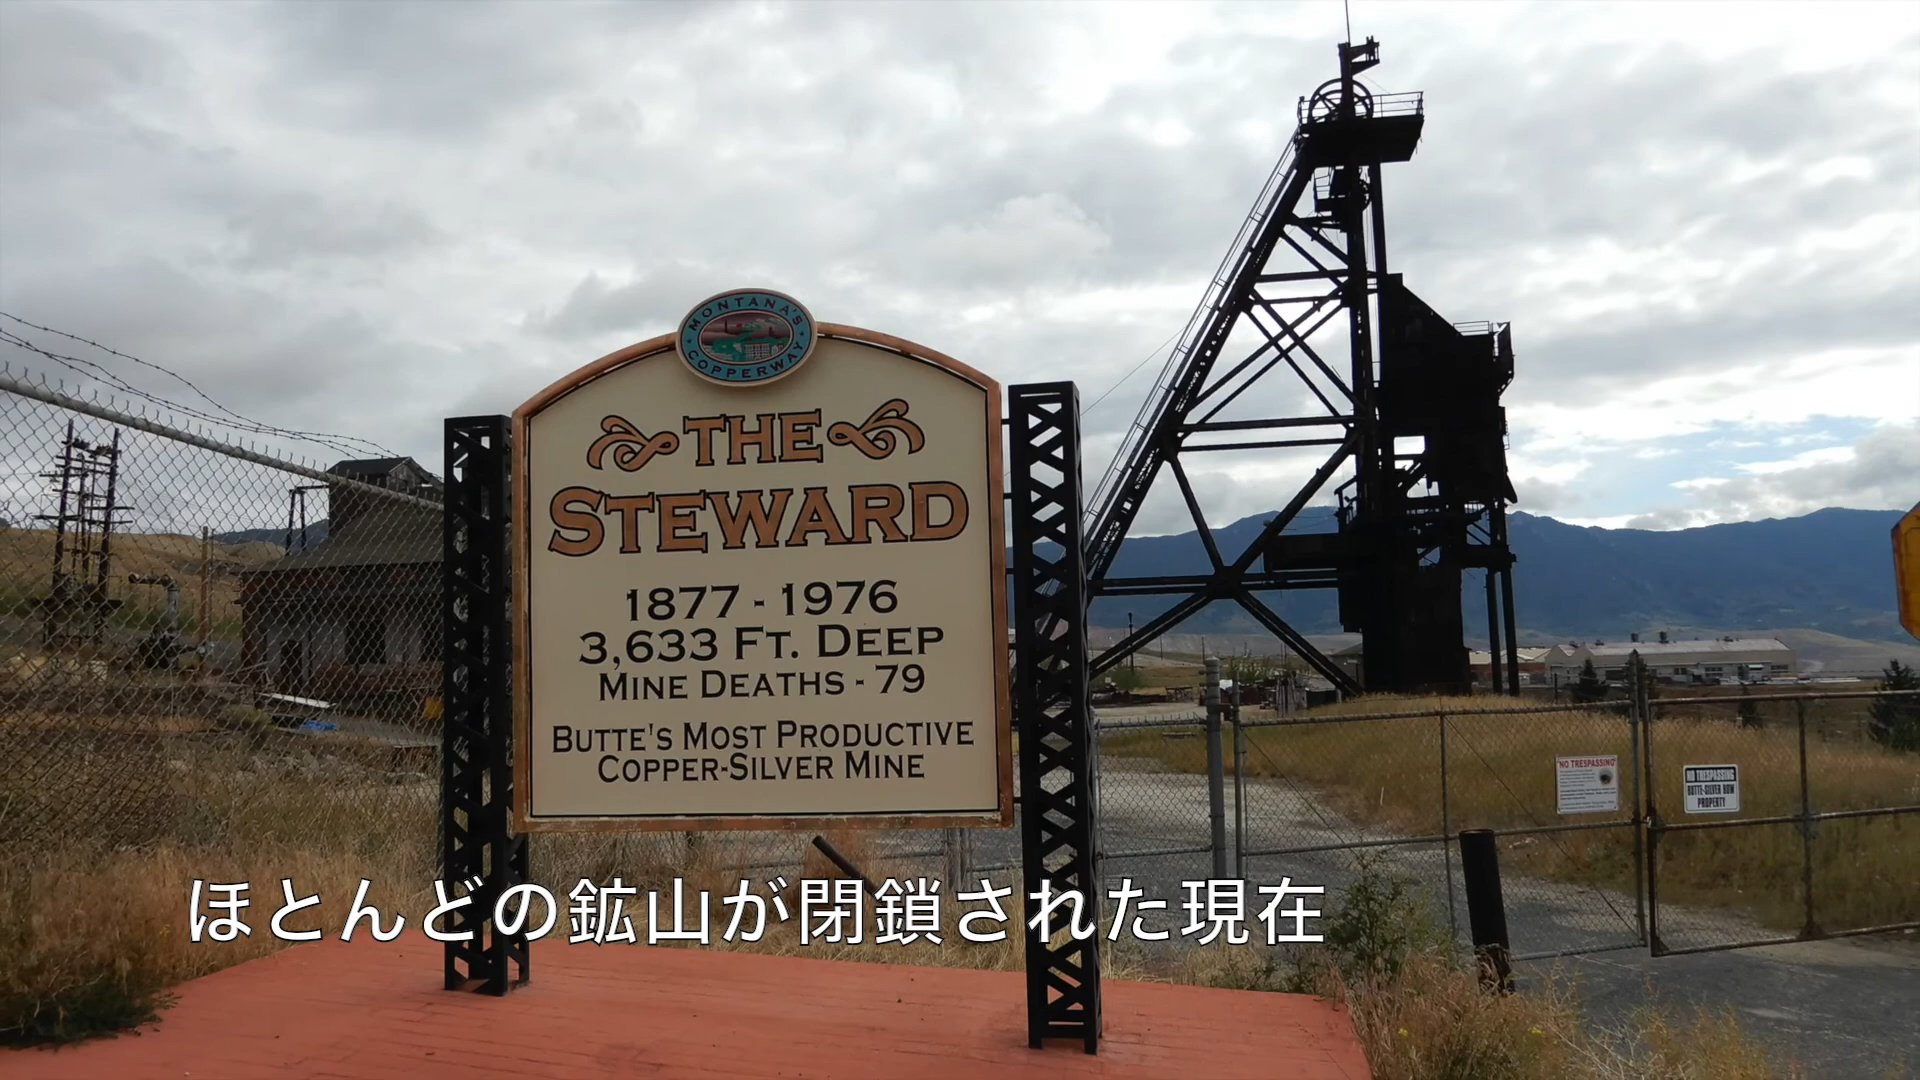 MONTANA'S
COPPERWAY
THE
STEWARD
1877 - 1976
3,633 FT. DEEP
MINE DEATHS - 79
BUTTE'S MOST PRODUCTIVE
COPPER-SILVER MINE
"NO TRESPASSING"
NO TRESPASSING
BUTTE-SILVER BOW
PROPERTY
ほとんどの鉱山が閉鎖された現在